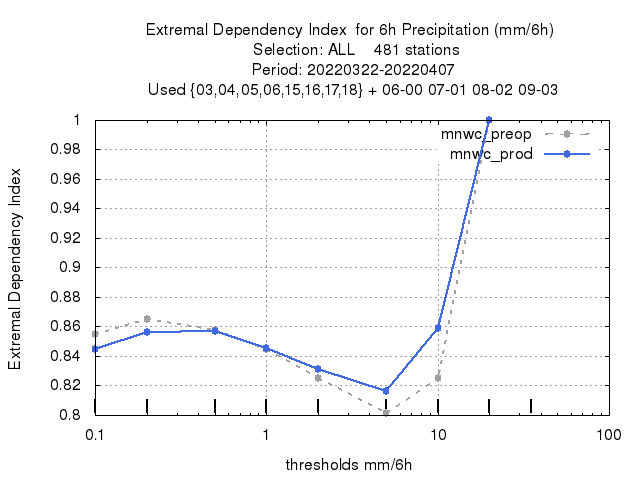 Extremal Dependency Index  for 6h Precipitation (mm/6h)
Selection: ALL    481 stations
Period: 20220322-20220407
Used {03,04,05,06,15,16,17,18} + 06-00 07-01 08-02 09-03
mnwc_preop
mnwc_prod
Extremal Dependency Index
1
0.98
0.96
0.94
0.92
0.9
0.88
0.86
0.84
0.82
0.8
0.1 1 10 100
thresholds mm/6h